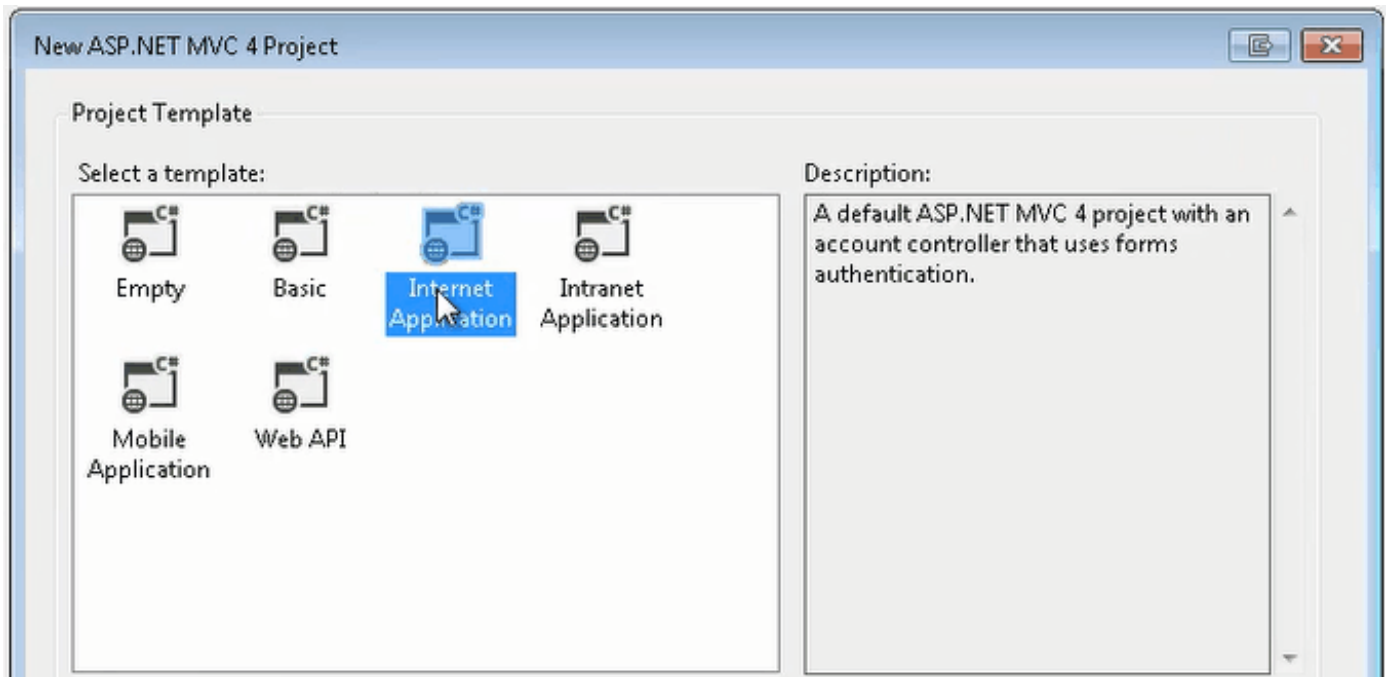 New ASP.NET MVC 4 Project
Project Template
Select a template:
Description:
C#
C#
C#
C#
Empty
Basic
Internet
Application
Intranet
Application
C#
C#
Mobile
Application
Web API
A default ASP.NET MVC 4 project with an
account controller that uses forms
authentication.